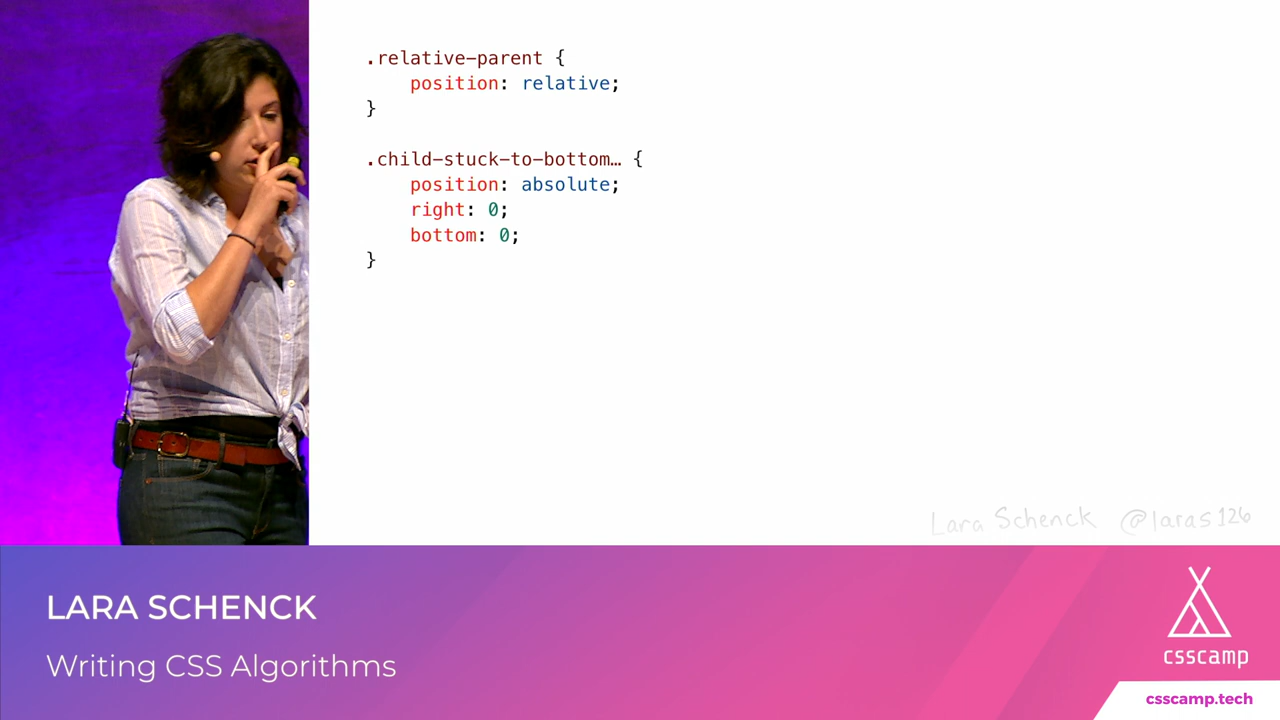 .relative-parent {
position: relative;
}
.child-stuck-to-bottom… {
position: absolute;
right: 0;
bottom: 0;
}
Lara Schenck @laras126
LARA SCHENCK
Writing CSS Algorithms
csscamp
csscamp.tech